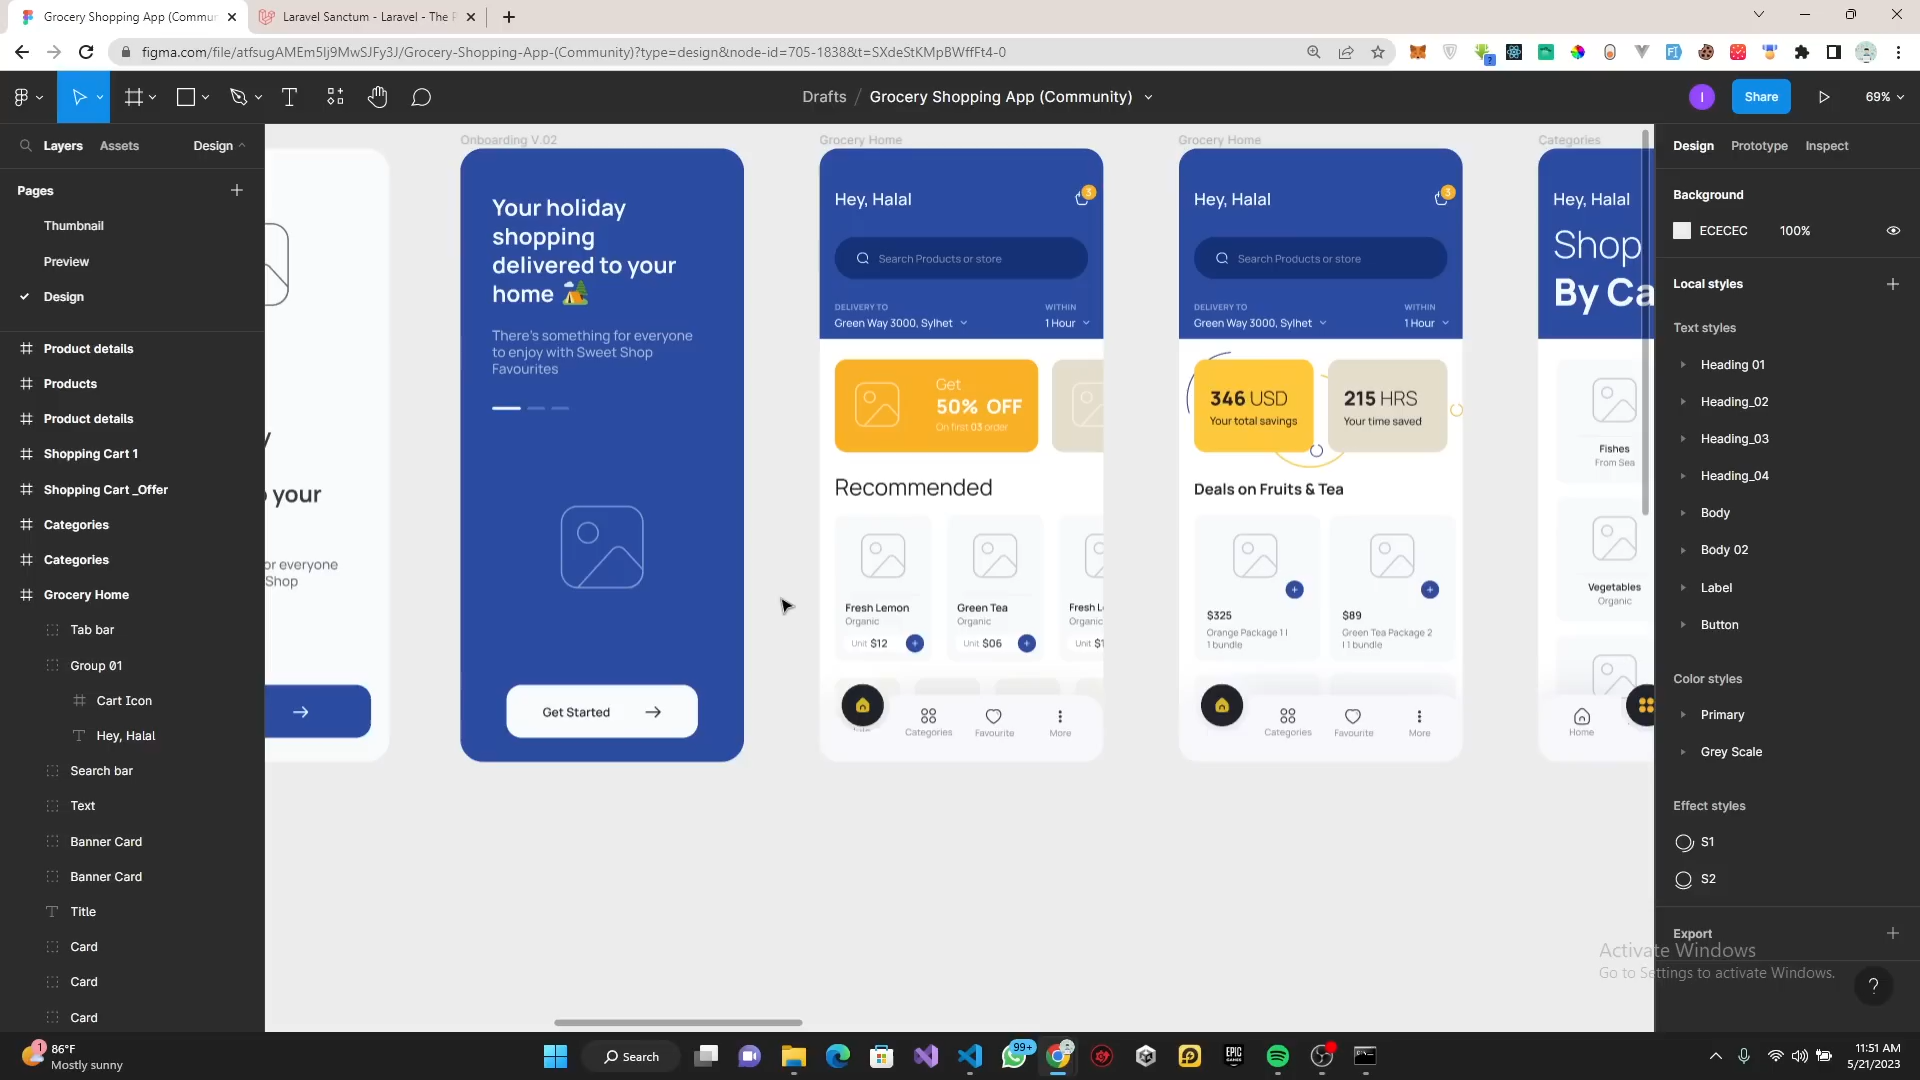 Grocery Shopping App (Commur
Laravel Sanctum - Laravel - The P
figma.com/file/atfsugAMEm5lj9MwSJFy3J/Grocery-Shopping-App-(Community)?type=design&node-id=705-1838&t=SXdeStKMpBWffFt4-0
Drafts / Grocery Shopping App (Community)
I
Share
69%
Layers
Assets
Design
Pages
Thumbnail
Preview
Design
Product details
Products
Product details
Shopping Cart 1
Shopping Cart _Offer
Categories
Categories
Grocery Home
Tab bar
Group 01
Cart Icon
Hey, Halal
Search bar
Text
Banner Card
Banner Card
Title
Card
Card
Card
your
or everyone
Shop
Onboarding V.02
Your holiday
shopping
delivered to your
home
There's something for everyone
to enjoy with Sweet Shop
Favourites
Get Started
Grocery Home
Hey, Halal
3
Search Products or store
DELIVERY TO
WITHIN
Green Way 3000, Sylhet
1 Hour
Get
50% OFF
On first 03 order
Recommended
Fresh Lemon
Organic
Unit $12
Green Tea
Organic
Unit $06
Fresh L
Organic
Unit $1
Categories
Favourite
More
Grocery Home
Hey, Halal
3
Search Products or store
DELIVERY TO
WITHIN
Green Way 3000, Sylhet
1 Hour
346 USD
Your total savings
215 HRS
Your time saved
Deals on Fruits & Tea
$325
Orange Package 1 |
1 bundle
$89
Green Tea Package 2
| 1 bundle
Categories
Favourite
More
Categories
Hey, Halal
Shop
By Ca
Fishes
From Sea
Vegetables
Organic
Home
Design
Prototype
Inspect
Background
ECECEC
100%
Local styles
Text styles
Heading 01
Heading_02
Heading_03
Heading_04
Body
Body 02
Label
Button
Color styles
Primary
Grey Scale
Effect styles
S1
S2
Export
Activate Windows
Go to Settings to activate Windows.
?
1
86°F
Mostly sunny
Search
99+
EPIC
GAMES
11:51 AM
5/21/2023